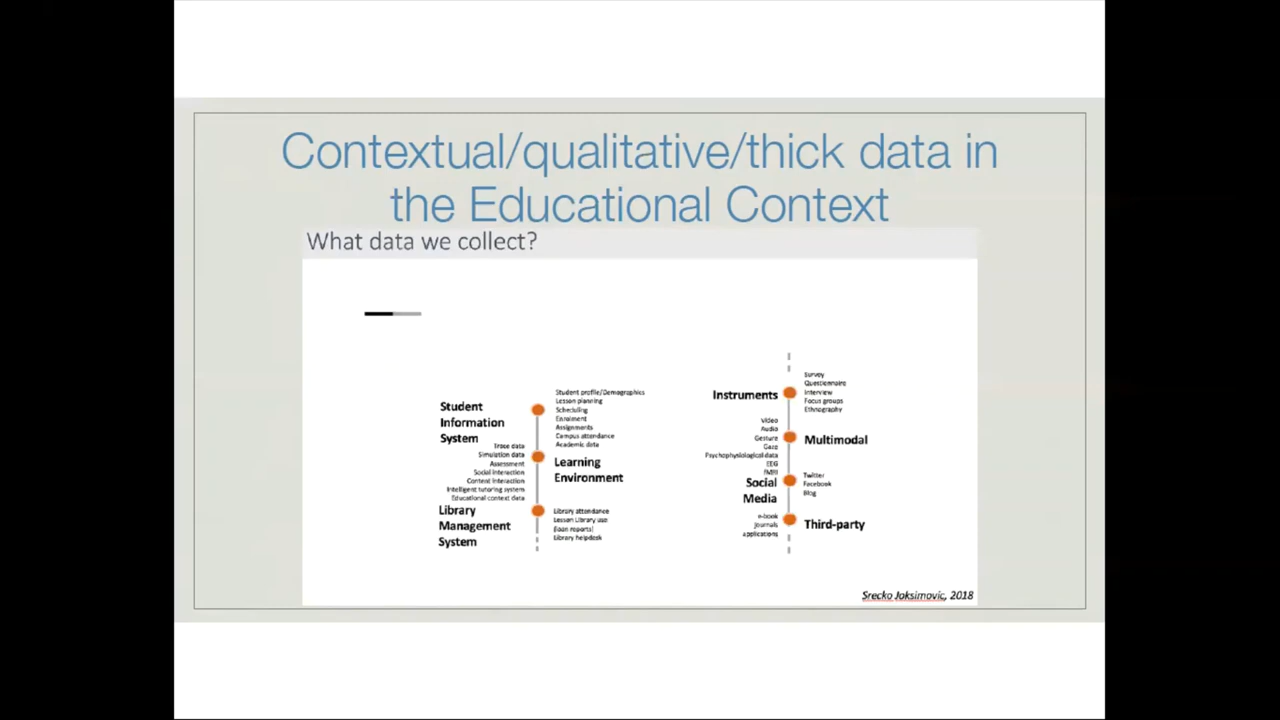 Contextual/qualitative/thick data in
the Educational Context
What data we collect?
Student
Information
System
Student profile/Demographics
Lesson planning
Scheduling
Enrolment
Assignments
Campus attendance
Academic data
Trace data
Simulation data
Assessment
Social interaction
Content interaction
Intelligent tutoring system
Educational context data
Learning
Environment
Library
Management
System
Library attendance
Lesson Library use
(loan reports)
Library helpdesk
Instruments
Survey
Questionnaire
Interview
Focus groups
Ethnography
Video
Audio
Gesture
Gaze
Psychophysiological data
EEG
fMRI
Multimodal
Social
Media
Twitter
Facebook
Blog
e-book
Journals
applications
Third-party
Srecko Joksimovic, 2018